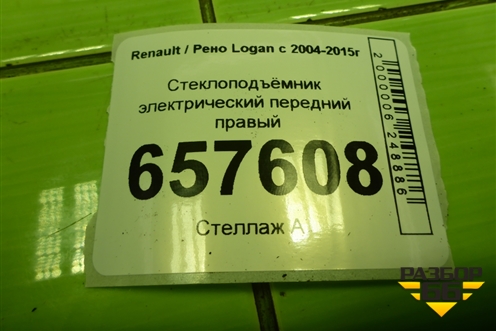 Renault / Рено Logan с 2004-2015г
Стеклоподъёмник
электрический передний
правый
657608
Стеллаж А
2000006248886
РАЗБОР